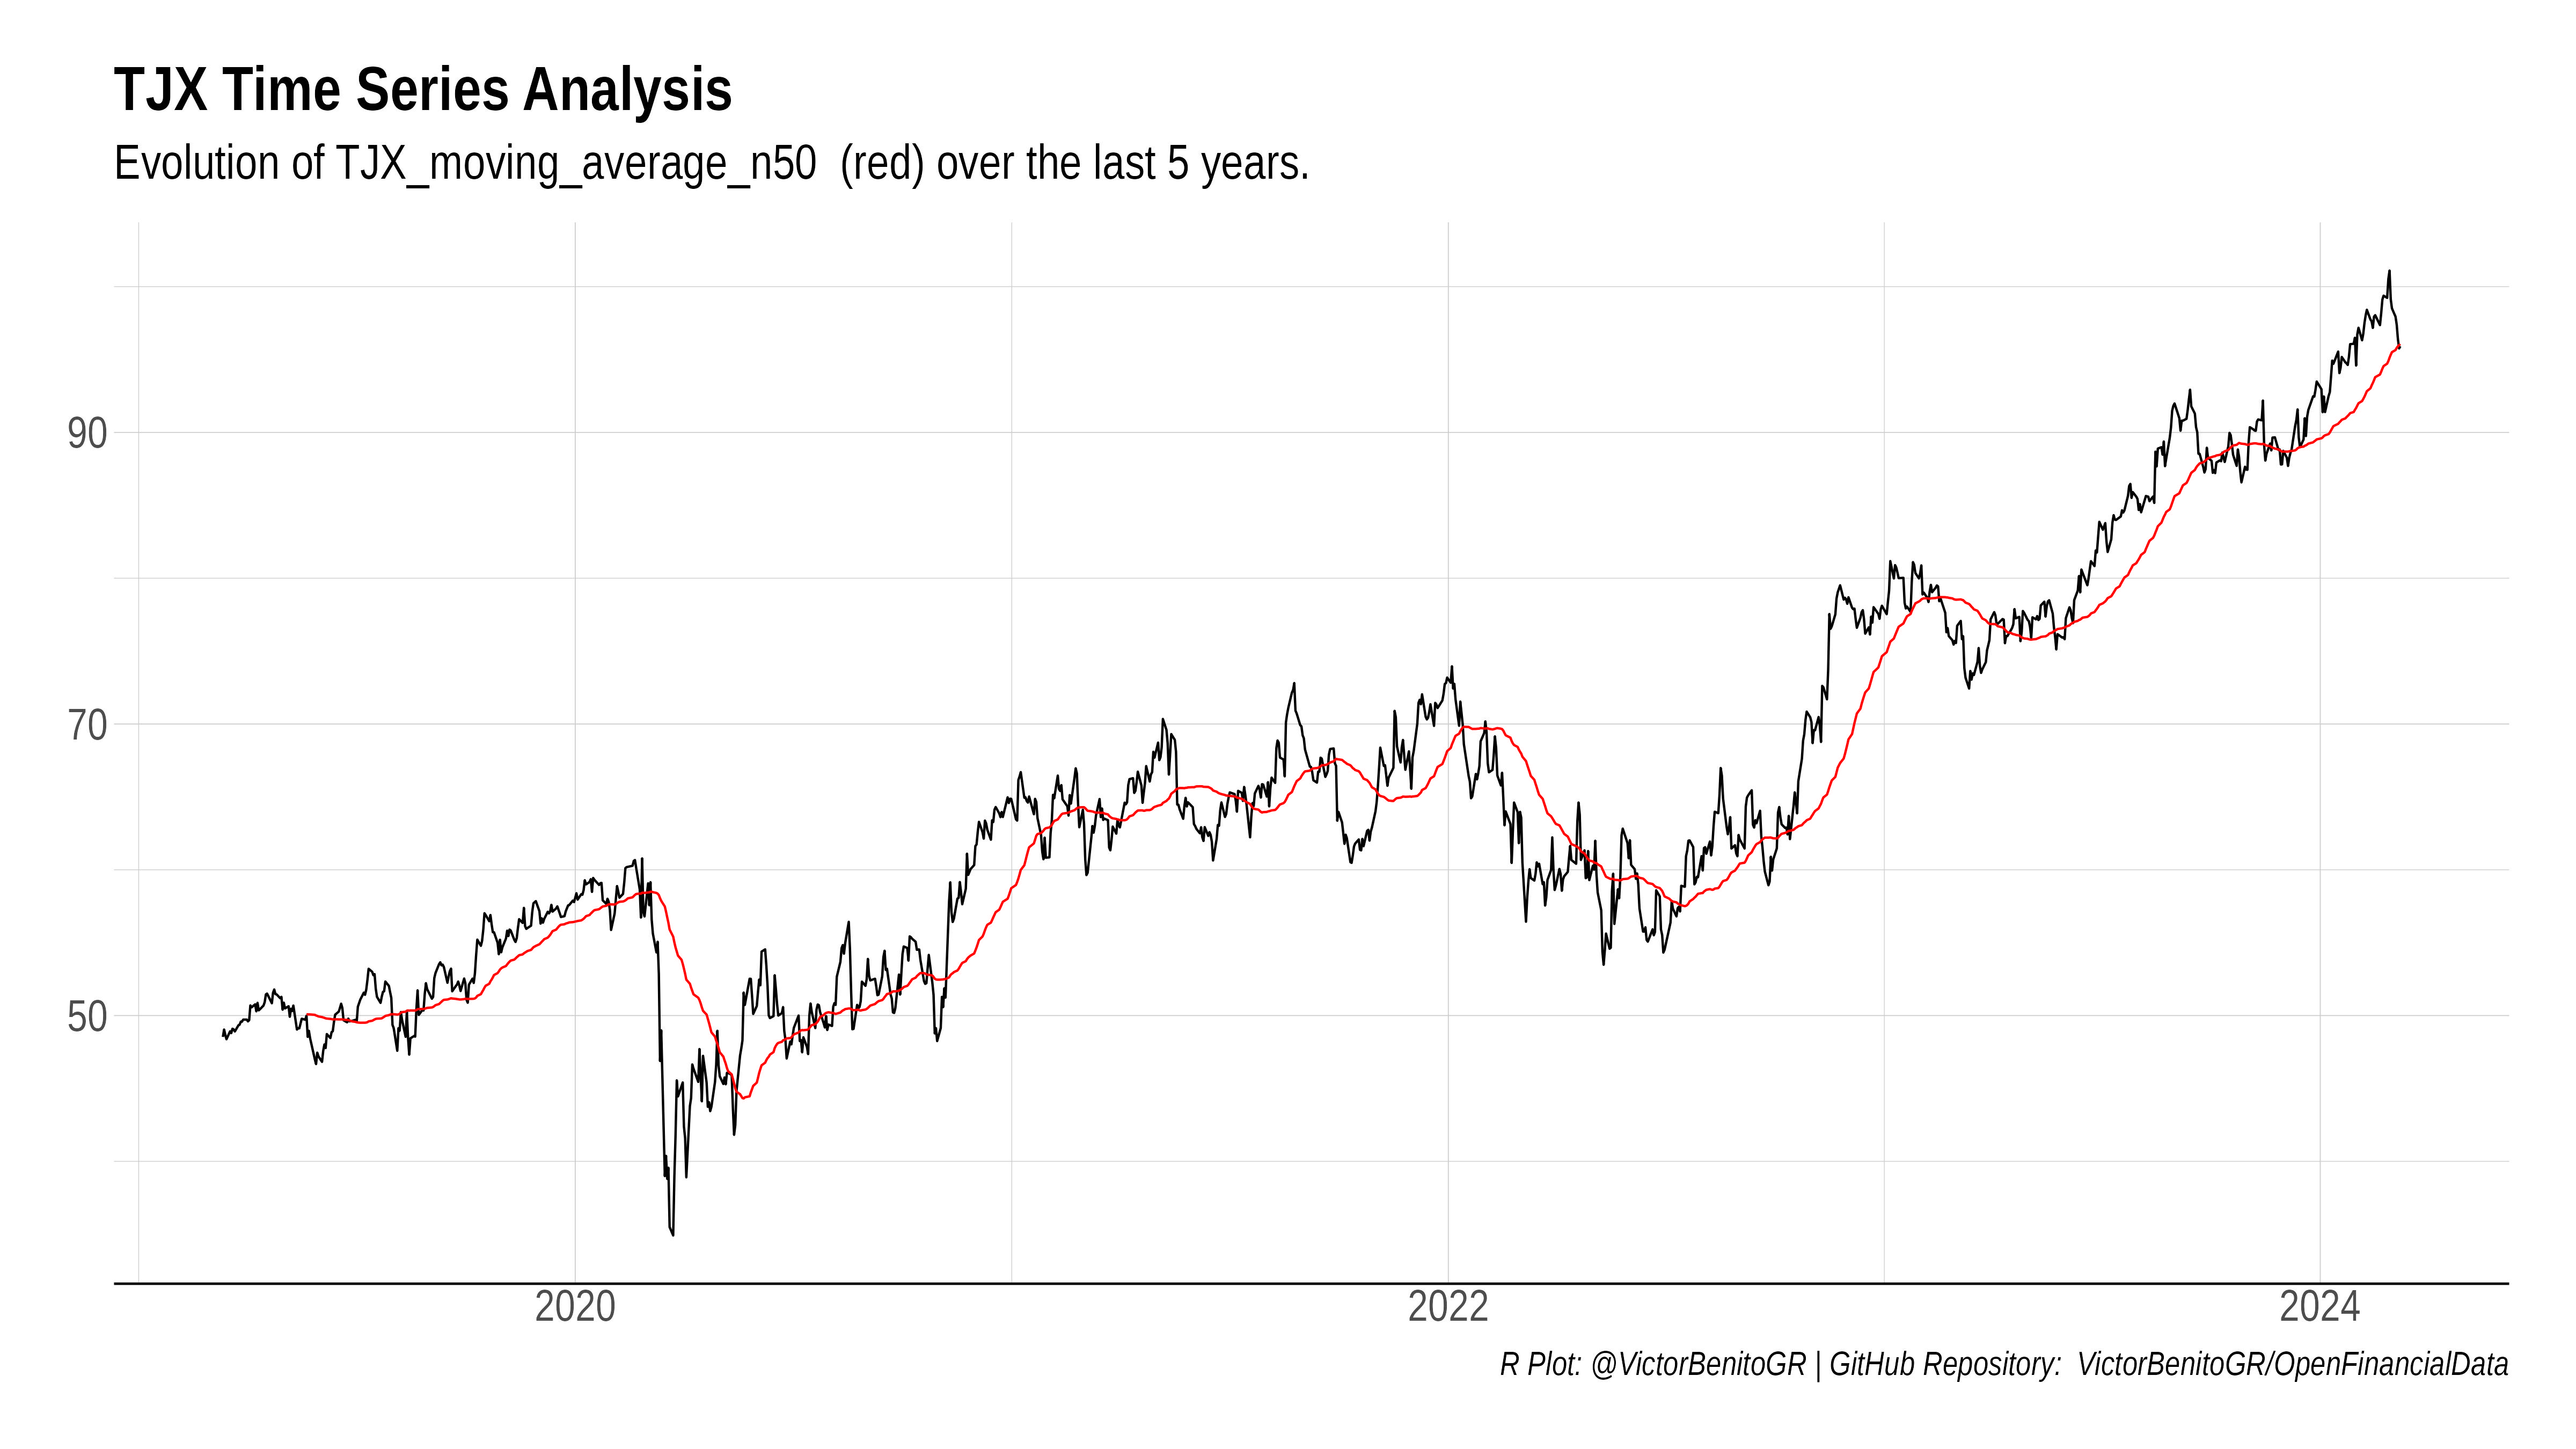 TJX Time Series Analysis
Evolution of TJX_moving_average_n50  (red) over the last 5 years.
90
70
50
2020
2022
2024
R Plot: @VictorBenitoGR | GitHub Repository:  VictorBenitoGR/OpenFinancialData